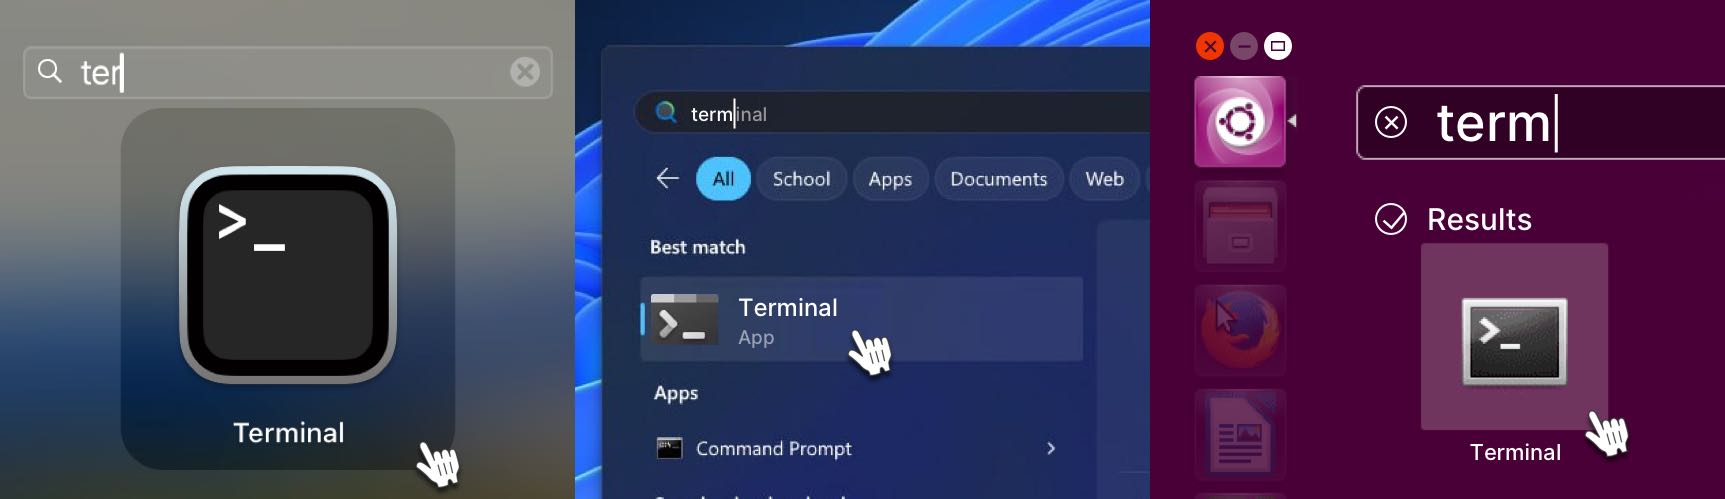 ter
Terminal
terminal
All School Apps Documents Web
Best match
Terminal
App
Apps
Command Prompt
term
Results
Terminal